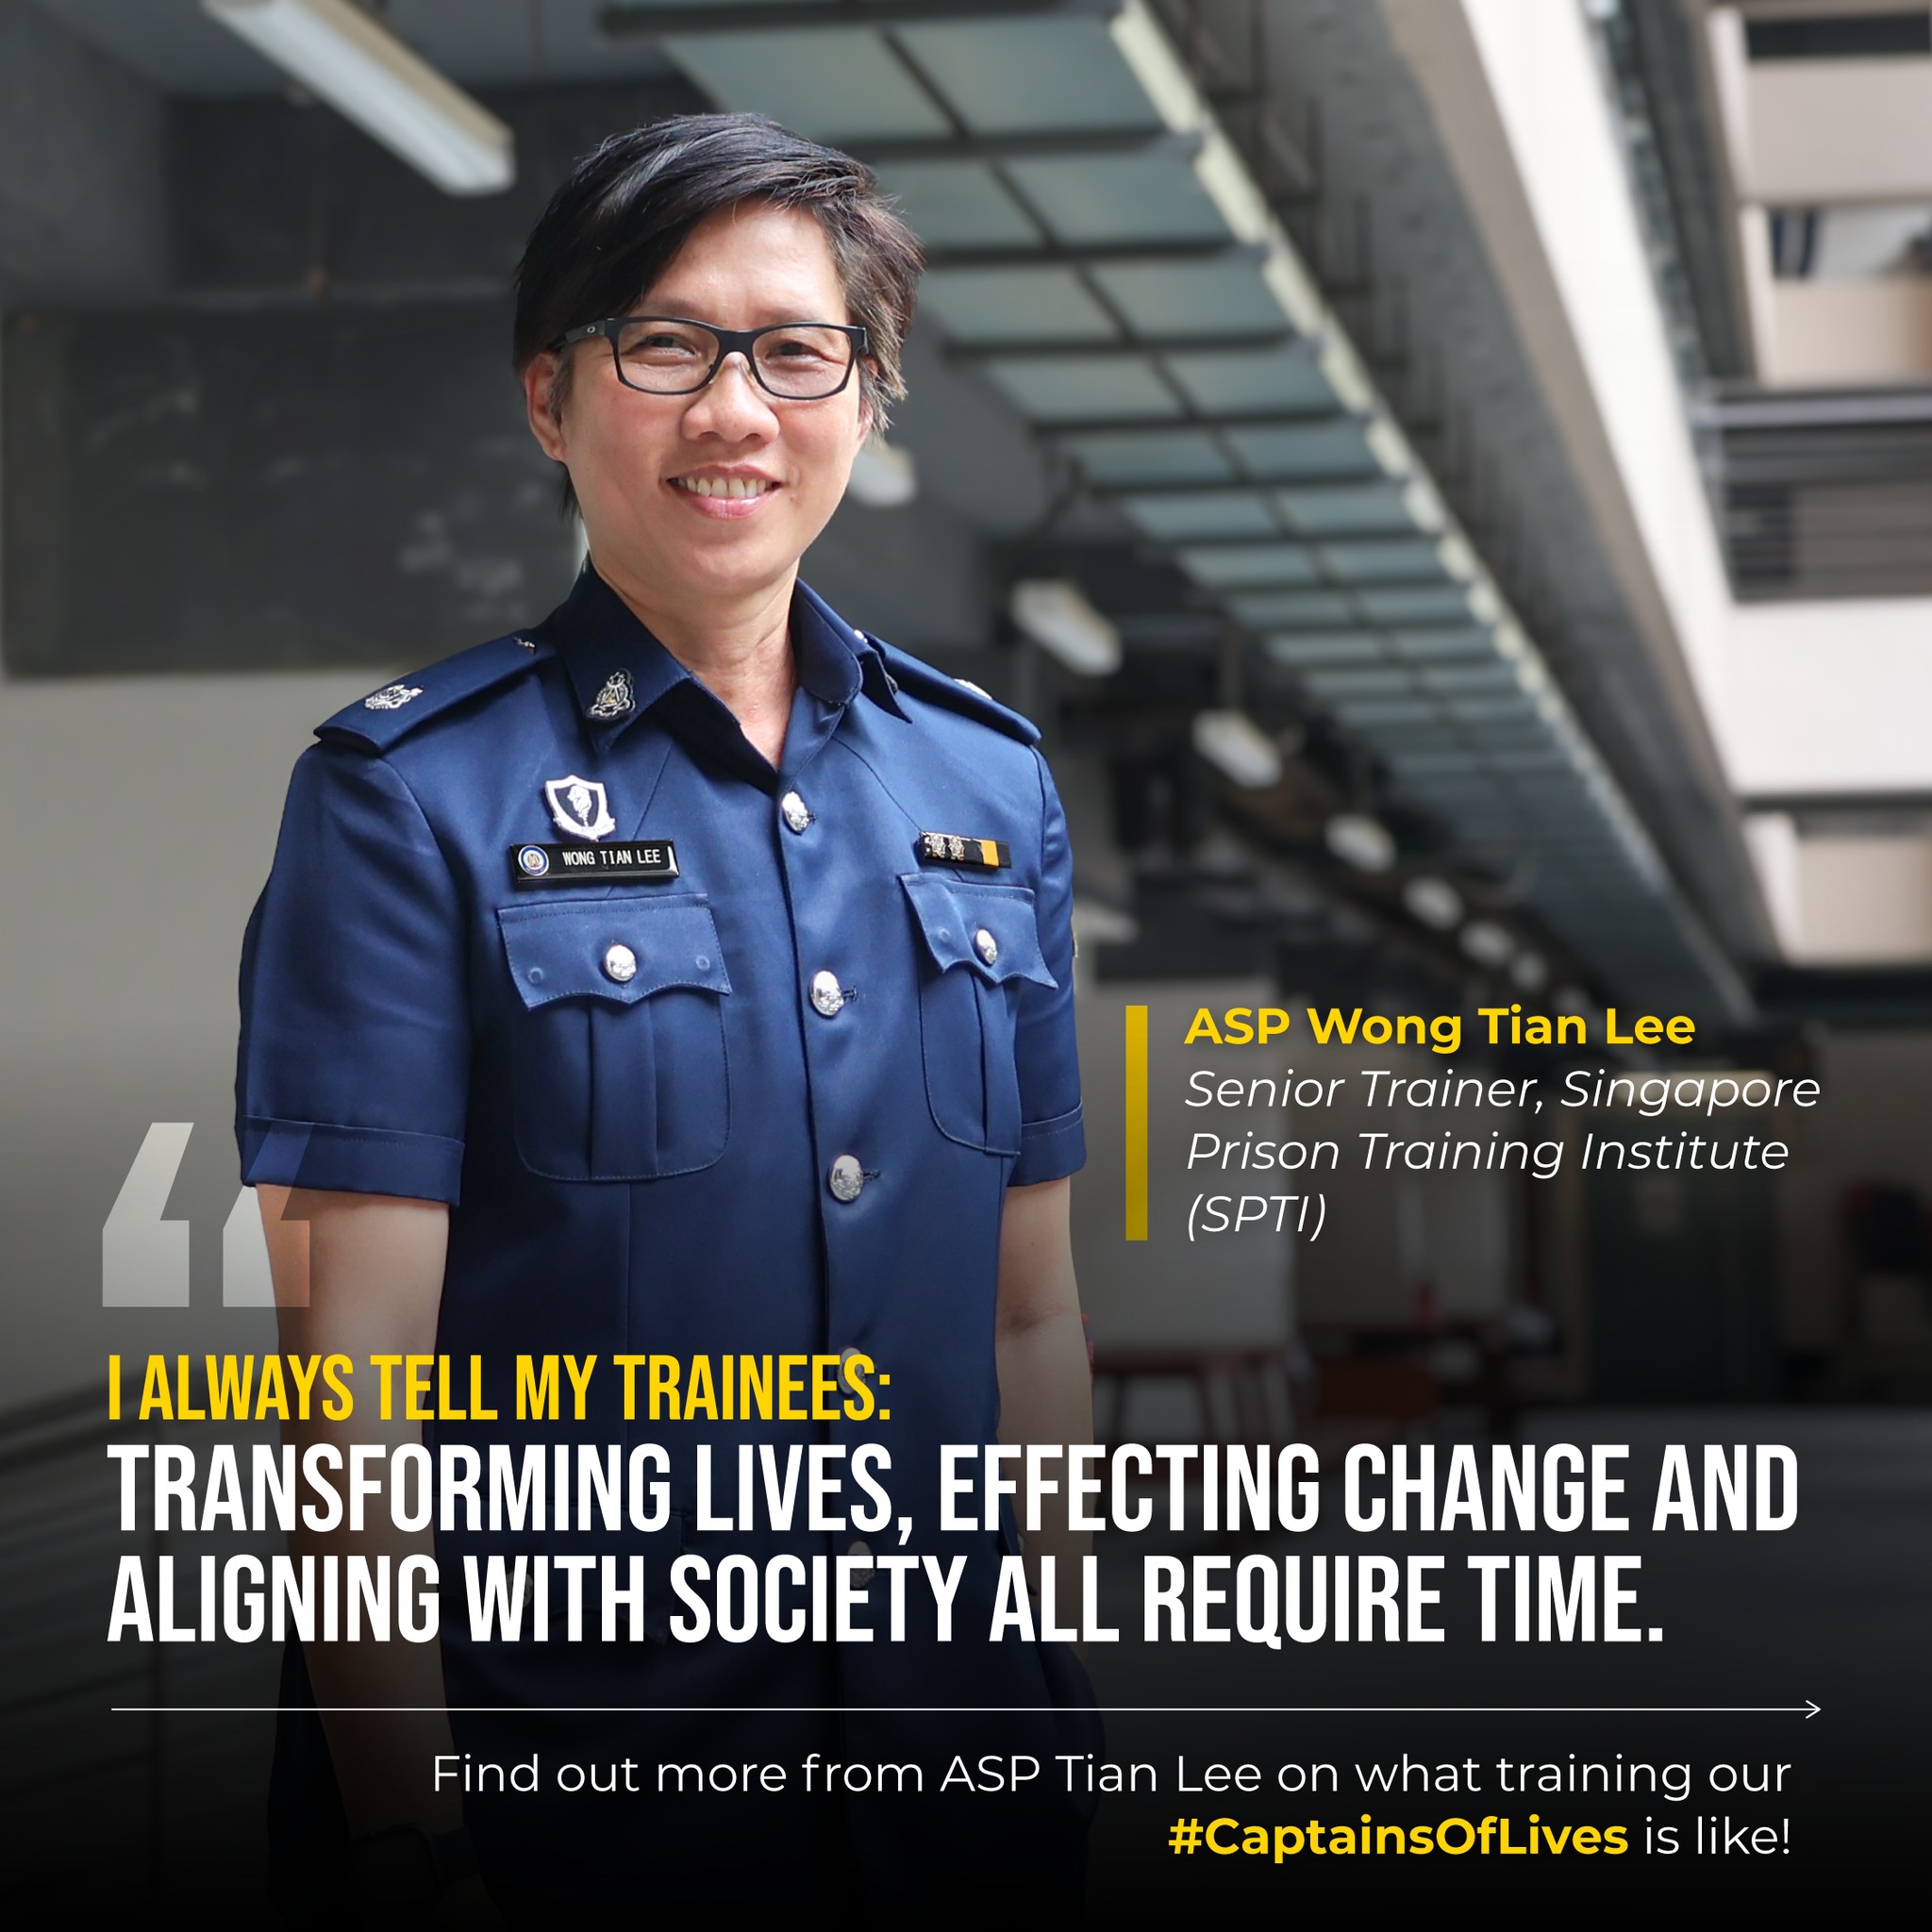 WONG TIAN LEE
ASP Wong Tian Lee
Senior Trainer, Singapore
Prison Training Institute
(SPTI)
I ALWAYS TELL MY TRAINEES:
TRANSFORMING LIVES, EFFECTING CHANGE AND
ALIGNING WITH SOCIETY ALL REQUIRE TIME.
Find out more from ASP Tian Lee on what training our
#CaptainsOfLives is like!